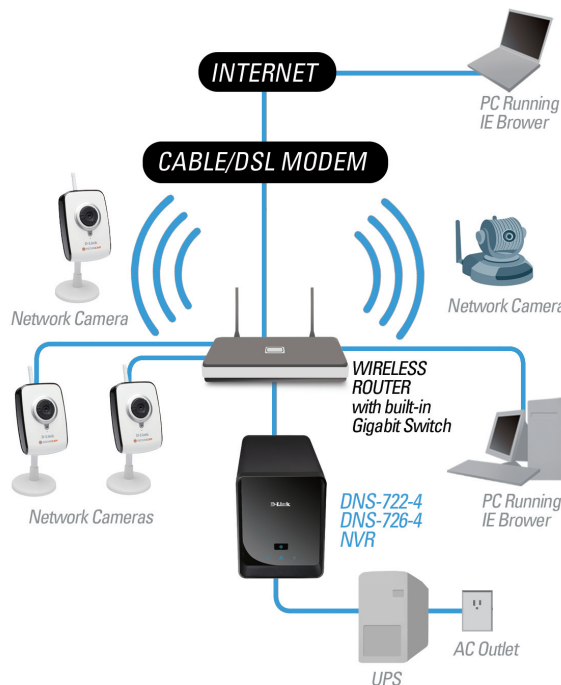 INTERNET
PC Running
IE Brower
CABLE/DSL MODEM
Network Camera
Network Camera
WIRELESS
ROUTER
with built-in
Gigabit Switch
Network Cameras
D-Link
DNS-722-4
DNS-726-4
NVR
PC Running
IE Brower
AC Outlet
UPS